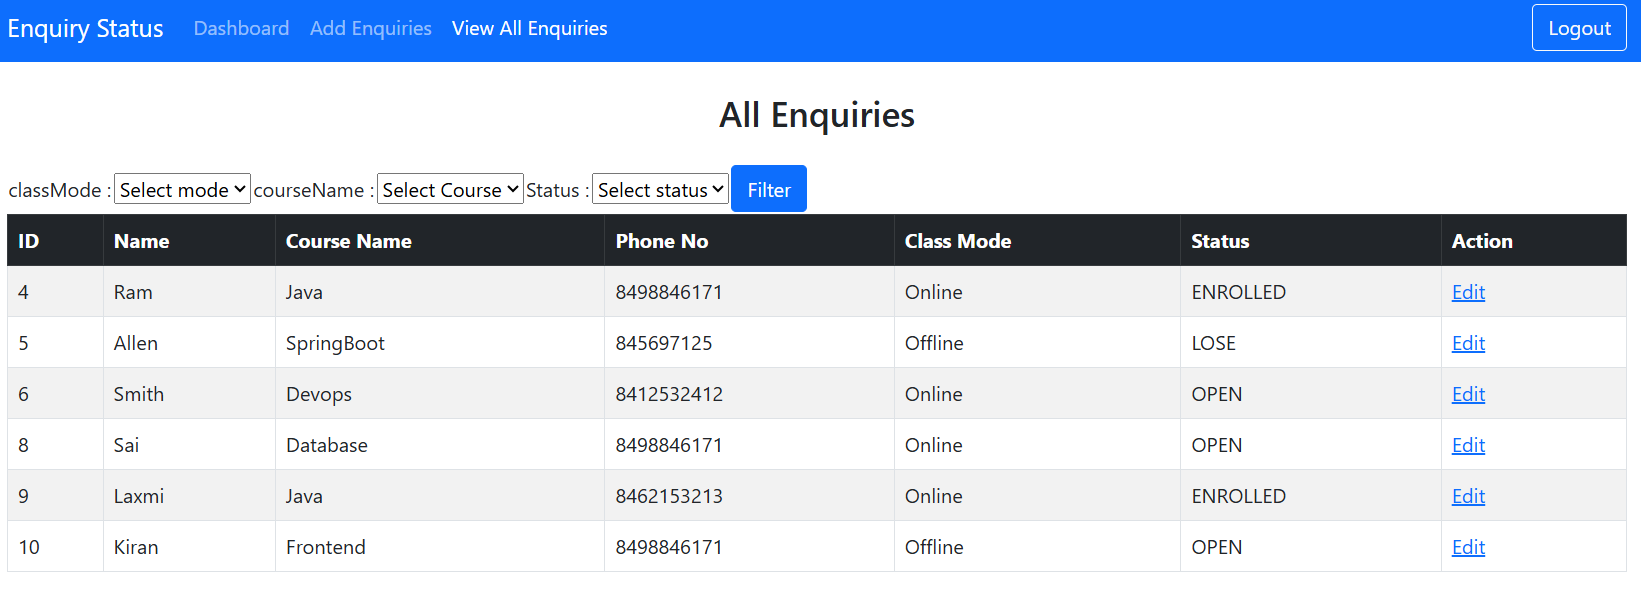 Enquiry Status Dashboard Add Enquiries View All Enquiries Logout
All Enquiries
classMode : Select mode courseName : Select Course Status : Select status Filter
ID Name Course Name Phone No Class Mode Status Action
4 Ram Java 8498846171 Online ENROLLED Edit
5 Allen SpringBoot 845697125 Offline LOSE Edit
6 Smith Devops 8412532412 Online OPEN Edit
8 Sai Database 8498846171 Online OPEN Edit
9 Laxmi Java 8462153213 Online ENROLLED Edit
10 Kiran Frontend 8498846171 Offline OPEN Edit